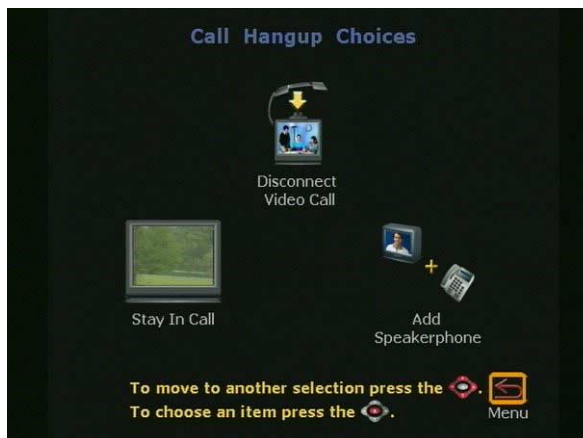 Call Hangup Choices
Disconnect
Video Call
Stay In Call
Add
Speakerphone
To move to another selection press the .
To choose an item press the .
Menu